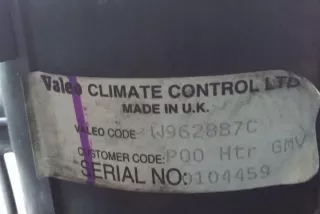 Valeo CLIMATE CONTROL LTD
MADE IN U.K.
VALEO CODE: W962887C
CUSTOMER CODE: P00 Htr GMV
SERIAL NO: 0104459